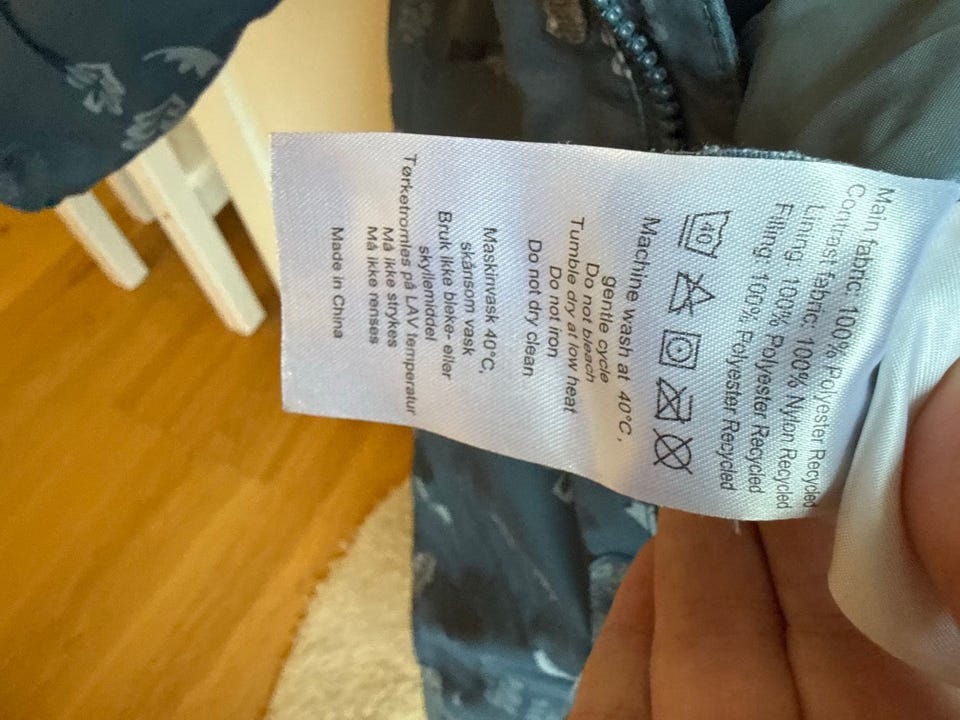 Main fabric: 100% Polyester Recycled
Contrast fabric: 100% Nylon Recycled
Lining: 100% Polyester Recycled
Filling: 100% Polyester Recycled
40
Machine wash at 40°C,
gentle cycle
Do not bleach
Tumble dry at low heat
Do not iron
Do not dry clean
Maskinvask 40°C,
skånsom vask
Bruk ikke bleke- eller
skyllemiddel
Tørketromles på LAV temperatur
Må ikke strykes
Må ikke renses
Made in China